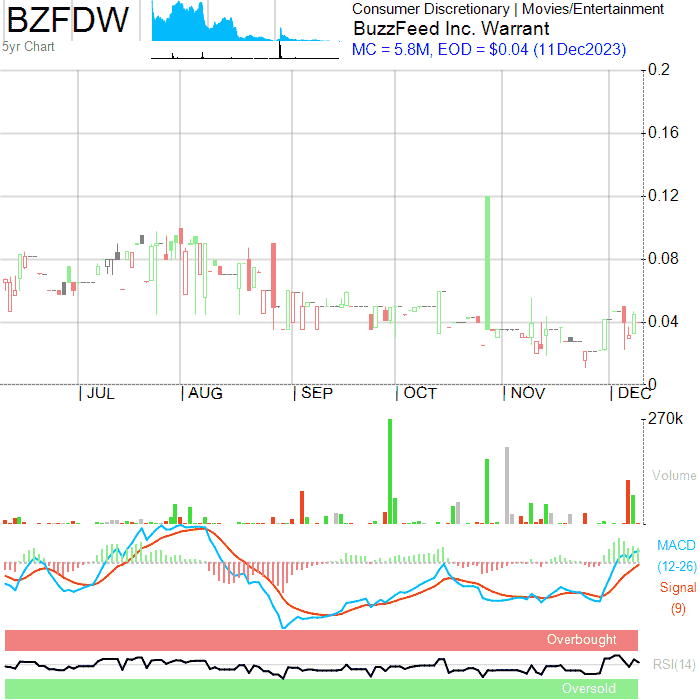 BZFDW
5yr Chart
Consumer Discretionary | Movies/Entertainment
BuzzFeed Inc. Warrant
MC = 5.8M, EOD = $0.04 (11Dec2023)
0.2
0.16
0.12
0.08
0.04
0
| JUL | AUG | SEP | OCT | NOV | DEC
270k
Volume
MACD
(12-26)
Signal
(9)
Overbought
RSI(14)
Oversold